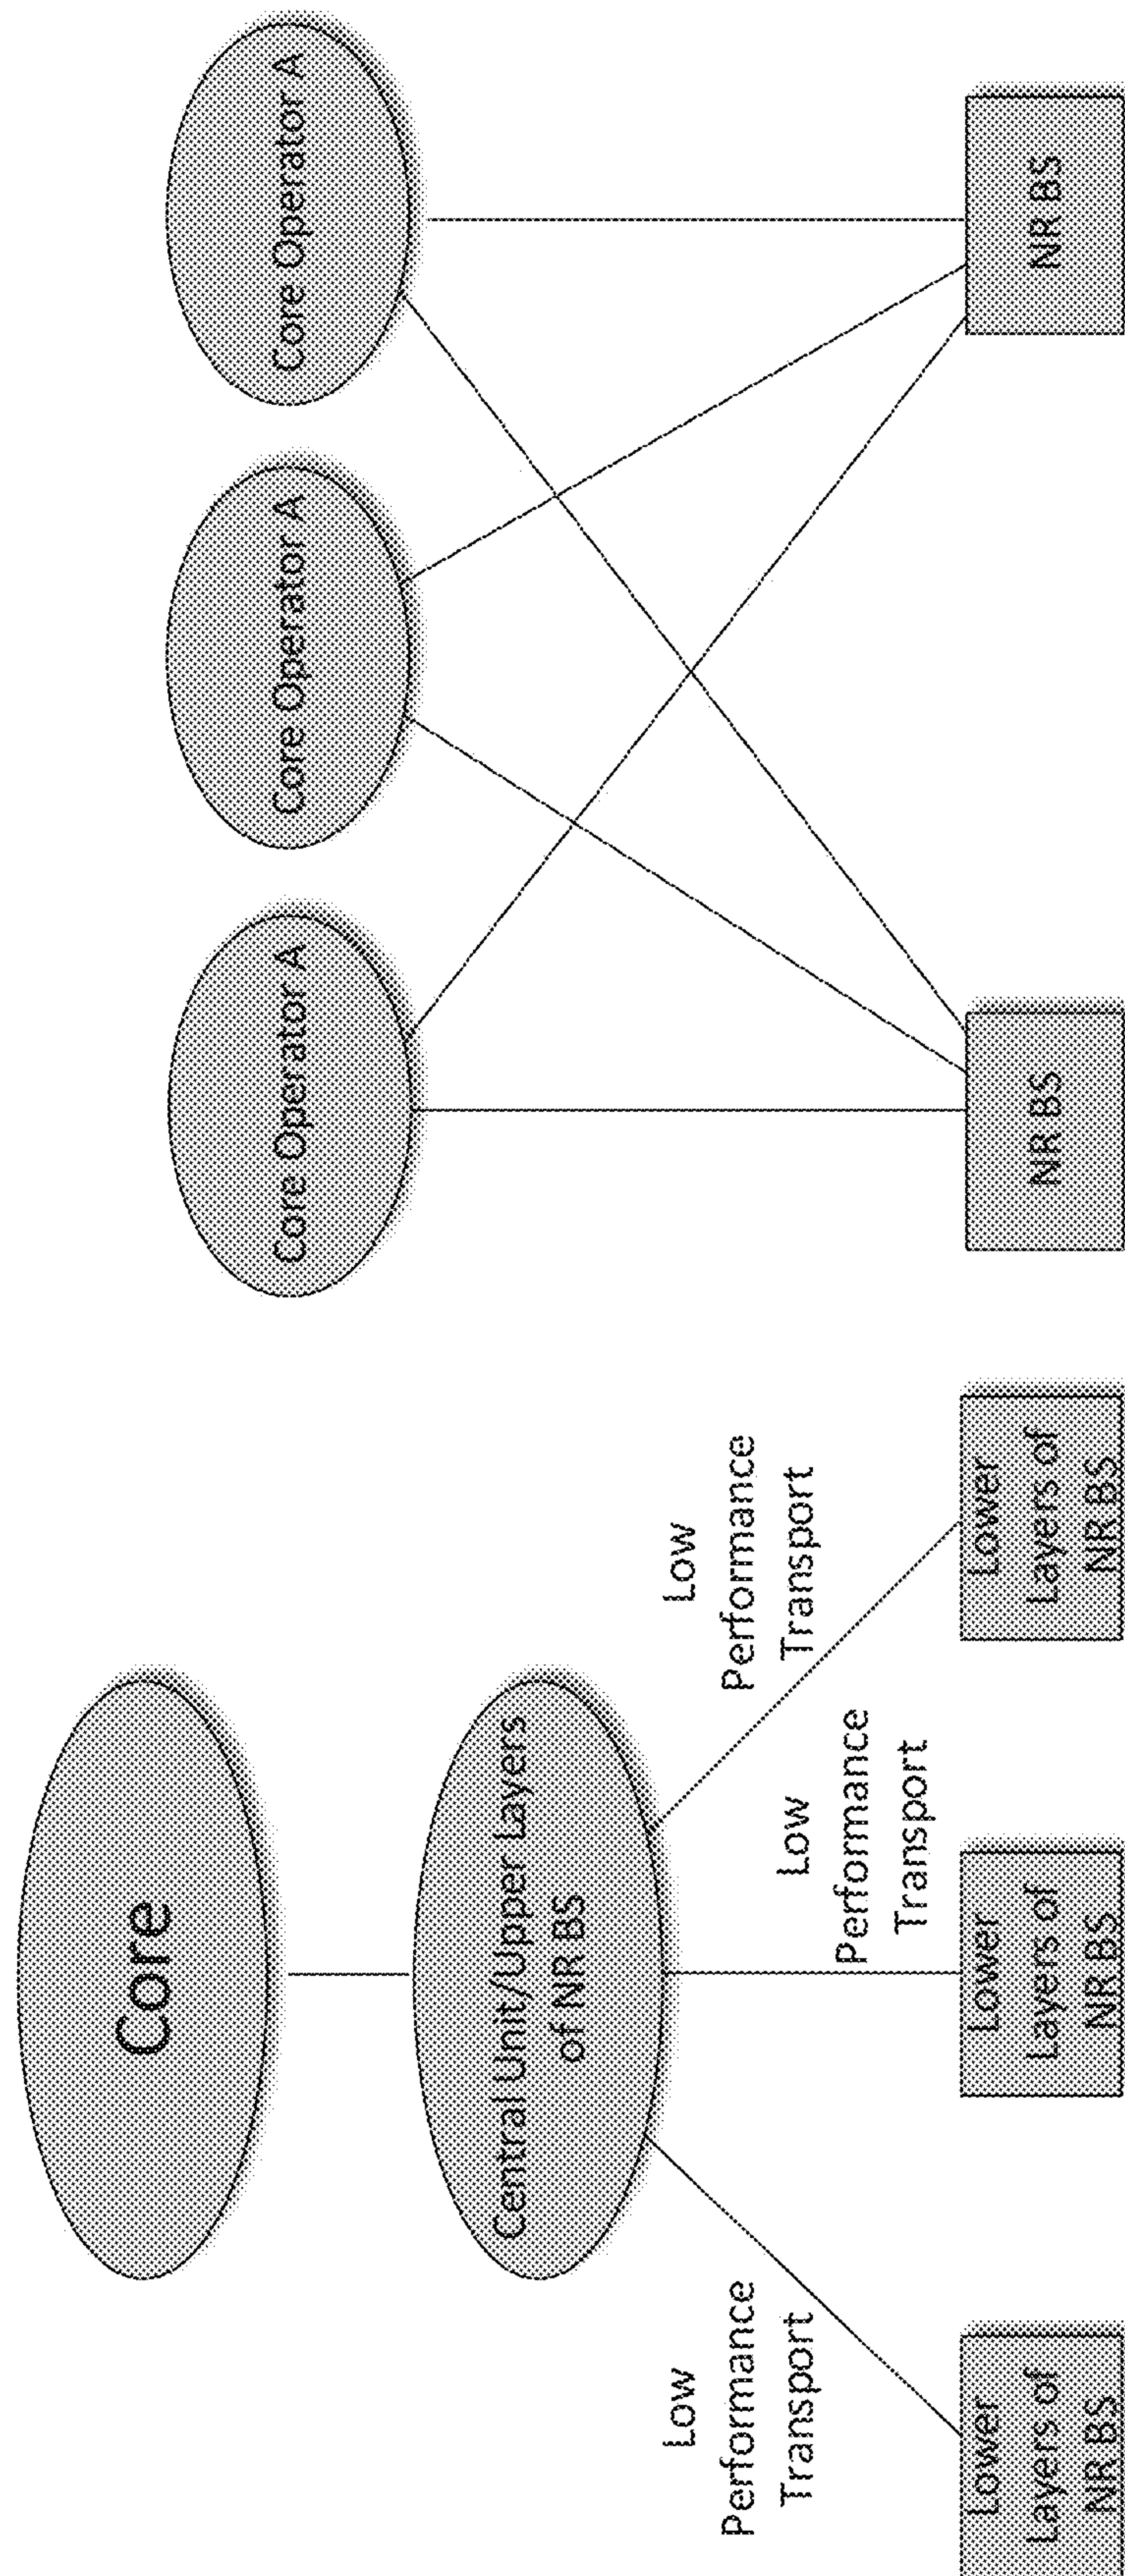 Core
Central Unit/Upper Layers
of NR BS
Low
Performance
Transport
Low
Performance
Transport
Low
Performance
Transport
Lower
Layers of
NR BS
Lower
Layers of
NR BS
Lower
Layers of
NR BS
Core Operator A
Core Operator A
Core Operator A
NR BS
NR BS